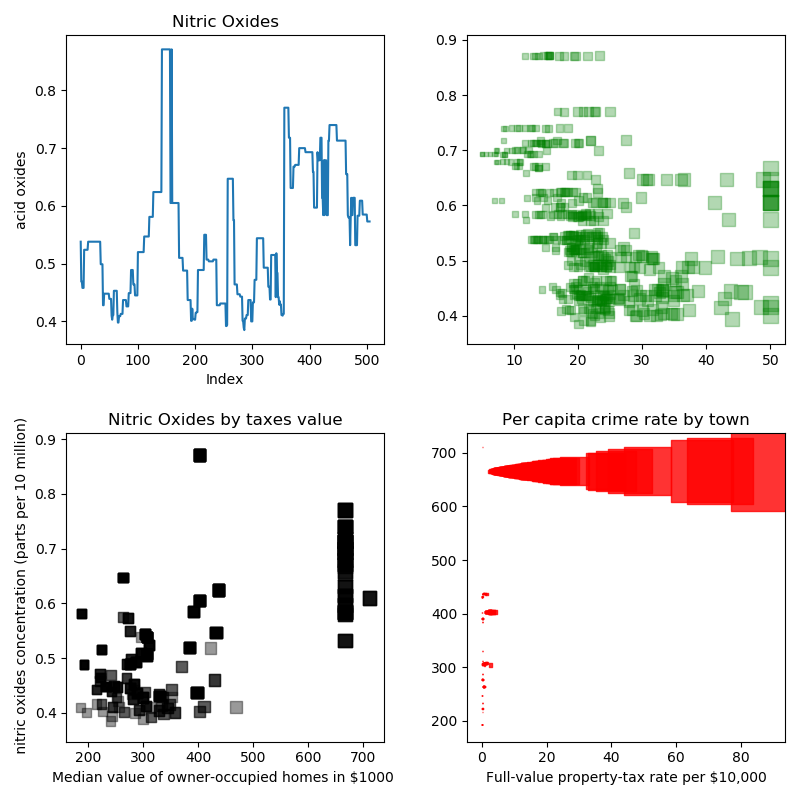 Nitric Oxides
acid oxides
0.8
0.7
0.6
0.5
0.4
0 100 200 300 400 500
Index
0.9
0.8
0.7
0.6
0.5
0.4
10 20 30 40 50
Nitric Oxides by taxes value
nitric oxides concentration (parts per 10 million)
0.9
0.8
0.7
0.6
0.5
0.4
200 300 400 500 600 700
Median value of owner-occupied homes in $1000
Per capita crime rate by town
700
600
500
400
300
200
0 20 40 60 80
Full-value property-tax rate per $10,000